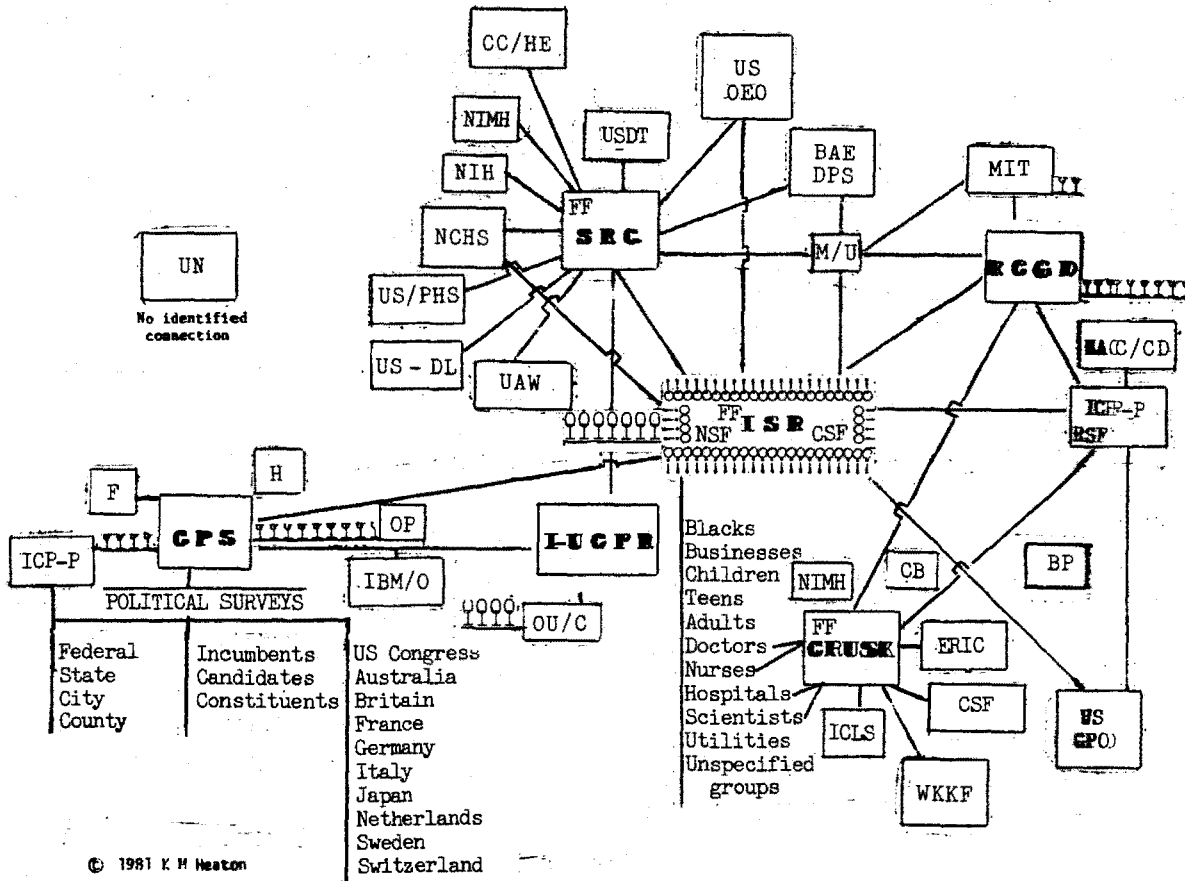 CC/HE
US
OEO
NIMH
USDT
BAE
DPS
MIT
NIH
FF
SRC
NCHS
M/U
RCGD
UN
No identified
connection
US/PHS
US - DL
UAW
/CD
FF
ISR
NSF
CSF
RSF
H
F
OP
CPS
ICP-P
IBM/O
I-UCPR
POLITICAL SURVEYS
OU/C
Federal
State
City
County
Incumbents
Candidates
Constituents
US Congress
Australia
Britain
France
Germany
Italy
Japan
Netherlands
Sweden
Switzerland
Blacks
Businesses
Children
Teens
Adults
Doctors
Nurses
Hospitals
Scientists
Utilities
Unspecified
groups
NIMH
CB
BP
FF
CRUSK
ERIC
CSF
ICLS
WKKF
US
GPO
© 1981 K M Heaton